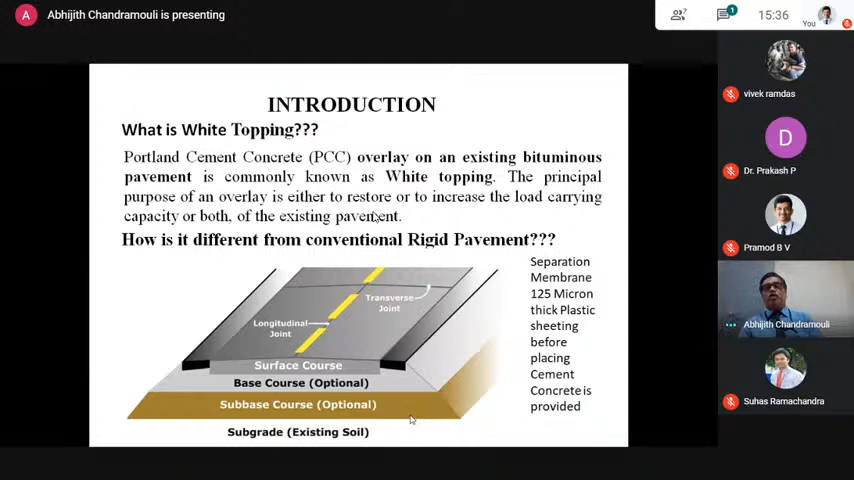 A
Abhijith Chandramouli is presenting
7
1
15:36
You
INTRODUCTION
What is White Topping???
Portland Cement Concrete (PCC) overlay on an existing bituminous
pavement is commonly known as White topping. The principal
purpose of an overlay is either to restore or to increase the load carrying
capacity or both, of the existing pavement.
How is it different from conventional Rigid Pavement???
Transverse
Joint
Longitudinal
Joint
Surface Course
Base Course (Optional)
Subbase Course (Optional)
Subgrade (Existing Soil)
Separation
Membrane
125 Micron
thick Plastic
sheeting
before
placing
Cement
Concrete is
provided
vivek ramdas
D
Dr. Prakash P
Pramod B V
Abhijith Chandramouli
Suhas Ramachandra